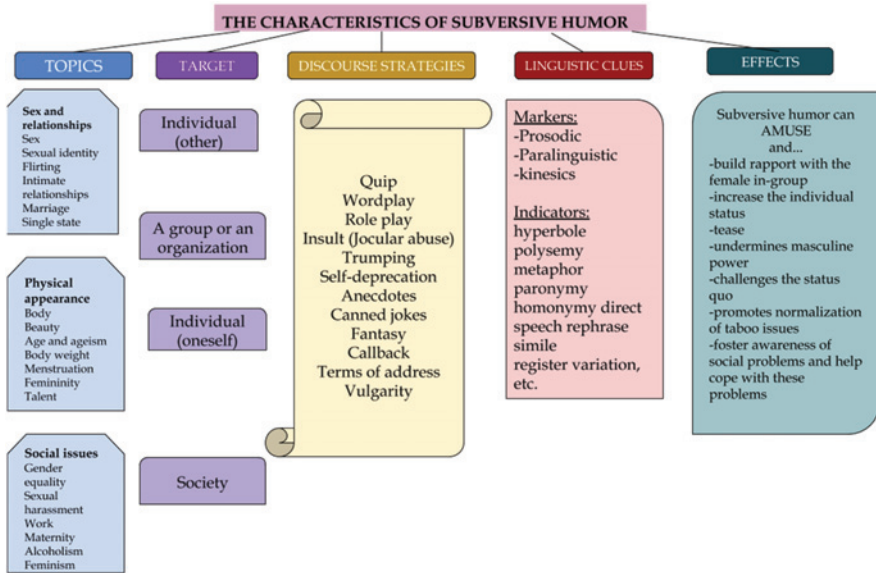 THE CHARACTERISTICS OF SUBVERSIVE HUMOR
TOPICS
Sex and
relationships
Sex
Sexual identity
Flirting
Intimate
relationships
Marriage
Single state
Physical
appearance
Body
Beauty
Age and ageism
Body weight
Menstruation
Femininity
Talent
Social issues
Gender
equality
Sexual
harassment
Work
Maternity
Alcoholism
Feminism
TARGET
Individual
(other)
A group or an
organization
Individual
(oneself)
Society
DISCOURSE STRATEGIES
Quip
Wordplay
Role play
Insult (Jocular abuse)
Trumping
Self-deprecation
Anecdotes
Canned jokes
Fantasy
Callback
Terms of address
Vulgarity
LINGUISTIC CLUES
Markers:
-Prosodic
-Paralinguistic
-kinesics
Indicators:
hyperbole
polysemy
metaphor
paronymy
homonymy direct
speech rephrase
simile
register variation,
etc.
EFFECTS
Subversive humor can
AMUSE
and...
-build rapport with the
female in-group
-increase the individual
status
-tease
-undermines masculine
power
-challenges the status
quo
-promotes normalization
of taboo issues
-foster awareness of
social problems and help
cope with these
problems